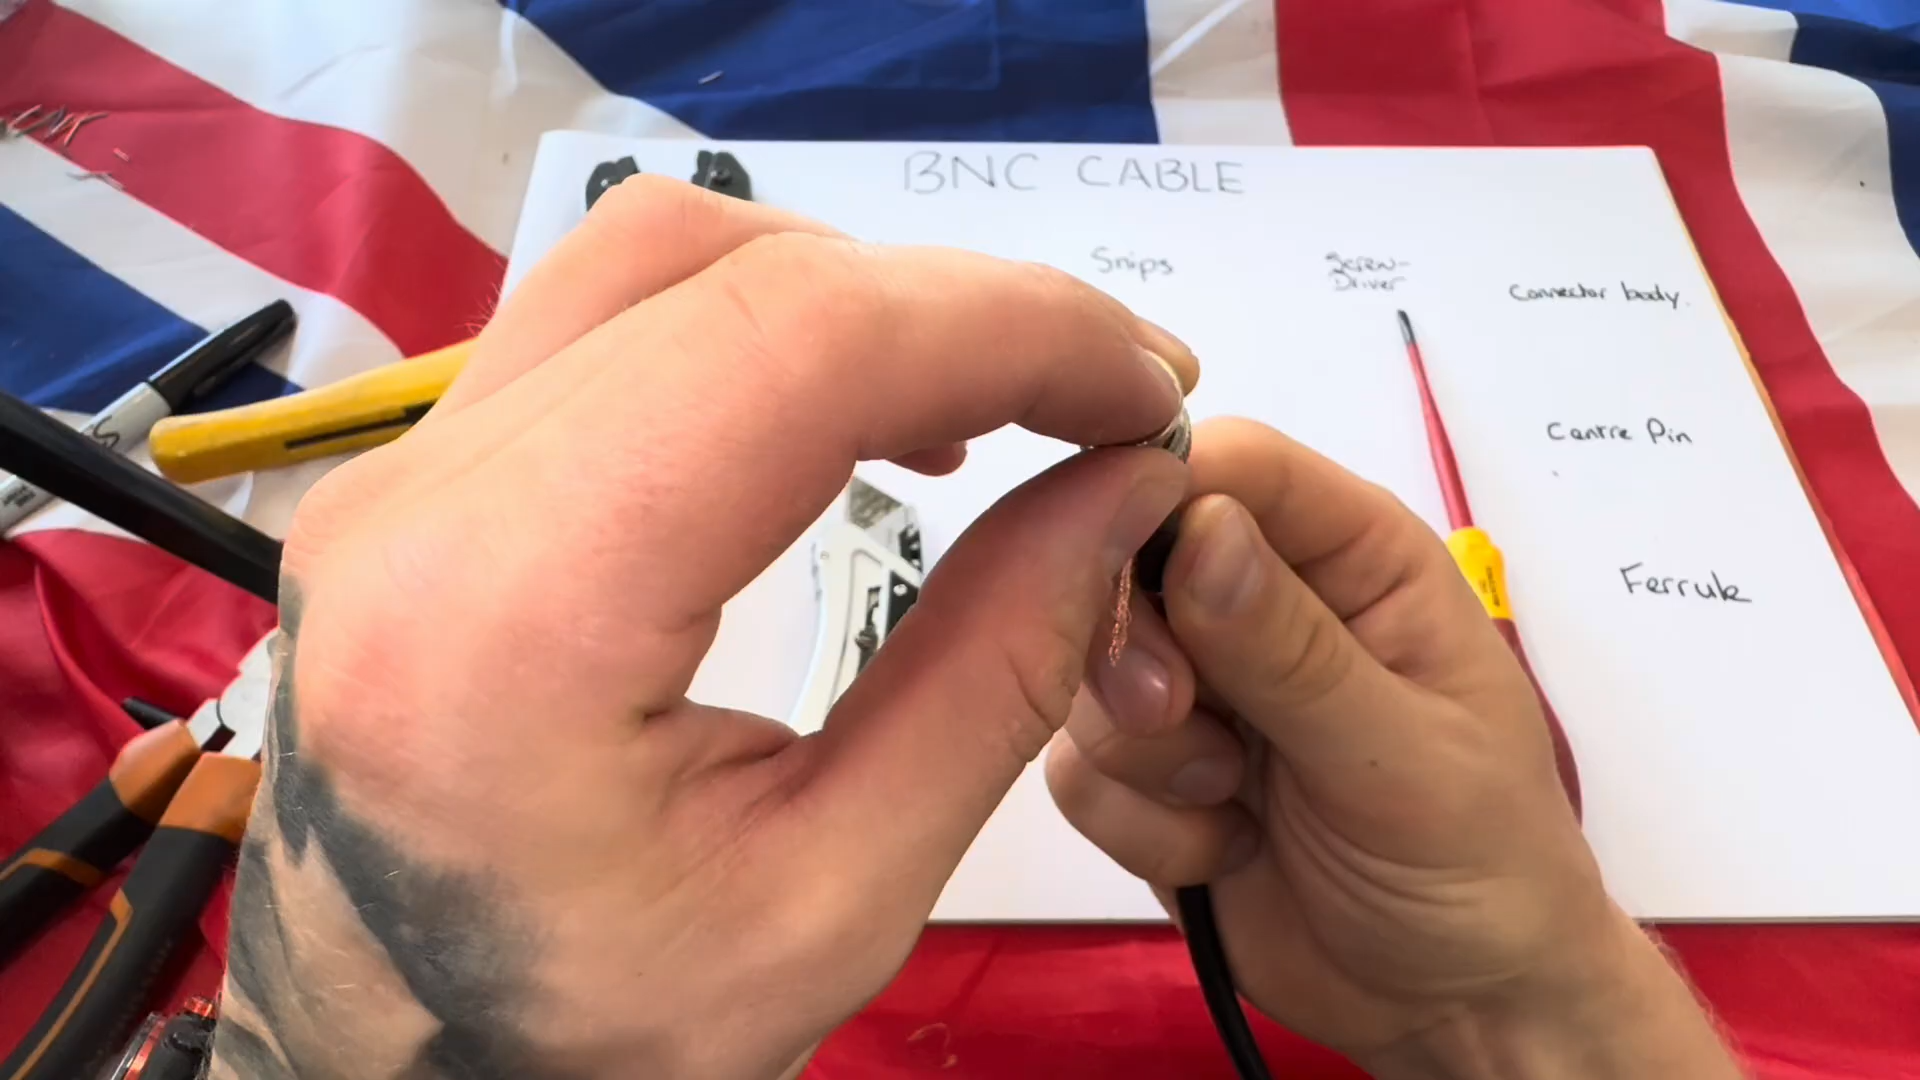 BNC CABLE
Snips
Screw-
Driver
Connector body.
Centre Pin
Ferrule